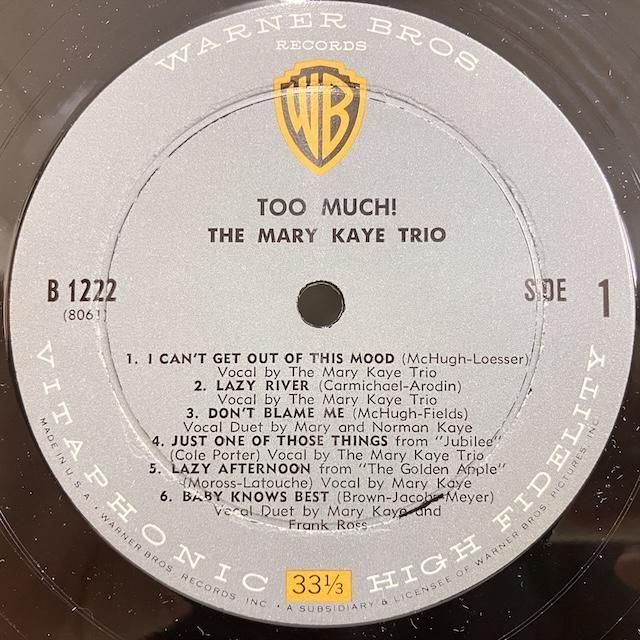 WARNER BROS
RECORDS
WB
TOO MUCH!
THE MARY KAYE TRIO
B 1222
(8061)
SIDE 1
1. I CAN'T GET OUT OF THIS MOOD (McHugh-Loesser)
Vocal by The Mary Kaye Trio
2. LAZY RIVER (Carmichael-Arodin)
Vocal by The Mary Kaye Trio
3. DON'T BLAME ME (McHugh-Fields)
Vocal Duet by Mary and Norman Kaye
4. JUST ONE OF THOSE THINGS from "Jubilee"
(Cole Porter) Vocal by The Mary Kaye Trio
5. LAZY AFTERNOON from "The Golden Apple"
(Moross-Latouche) Vocal by Mary Kaye
6. BABY KNOWS BEST (Brown-Jacobs-Meyer)
Vocal Duet by Mary Kaye and
Frank Ross
VITAPHONIC HIGH FIDELITY
33⅓
MADE IN U.S.A. • WARNER BROS. RECORDS INC. • A SUBSIDIARY & LICENSEE OF WARNER BROS. PICTURES, INC.